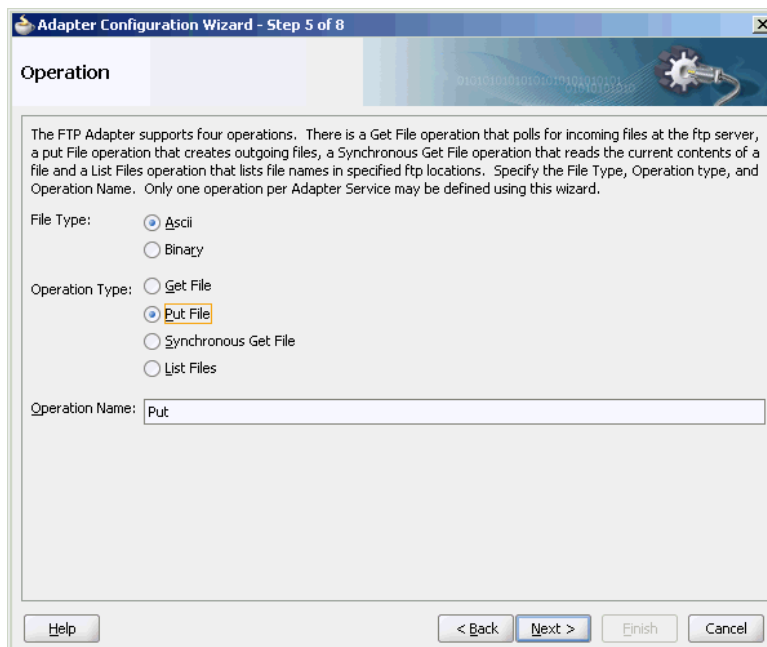 Adapter Configuration Wizard - Step 5 of 8
Operation
The FTP Adapter supports four operations. There is a Get File operation that polls for incoming files at the ftp server,
a put File operation that creates outgoing files, a Synchronous Get File operation that reads the current contents of a
file and a List Files operation that lists file names in specified ftp locations. Specify the File Type, Operation type, and
Operation Name. Only one operation per Adapter Service may be defined using this wizard.
File Type: Ascii
Binary
Operation Type: Get File
Put File
Synchronous Get File
List Files
Operation Name: Put
Help < Back Next > Finish Cancel